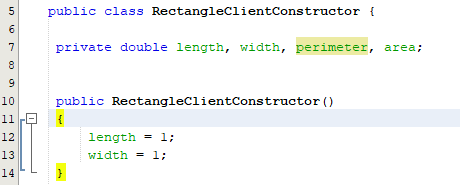 5 public class RectangleClientConstructor {
6
7 private double length, width, perimeter, area;
8
9
10 public RectangleClientConstructor()
11 {
12 length = 1;
13 width = 1;
14 }